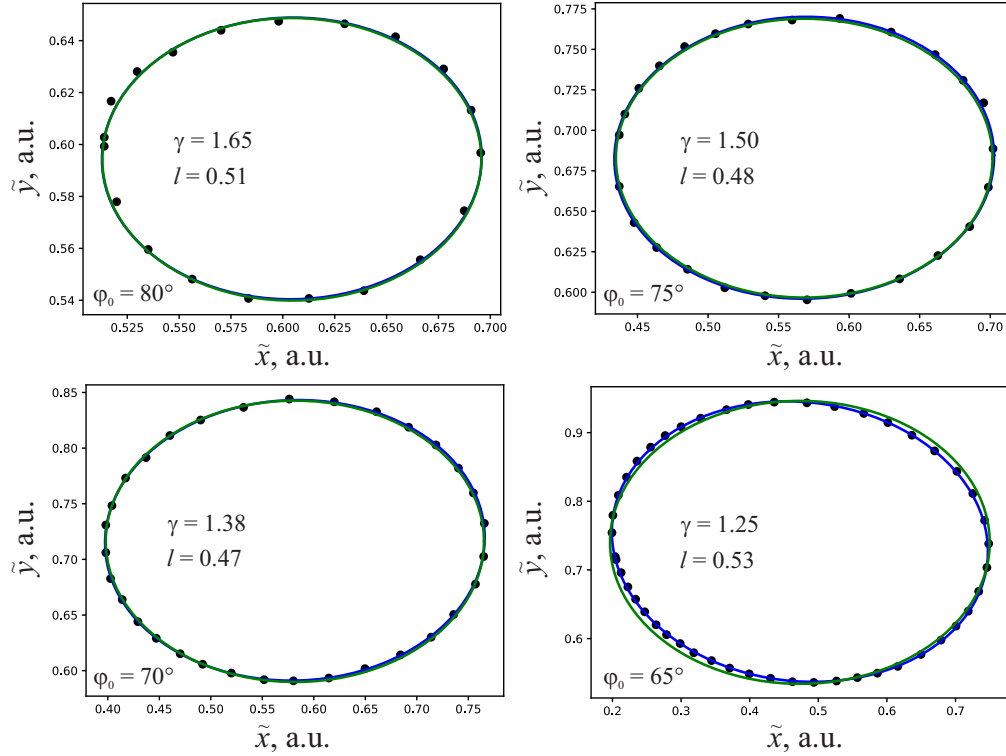 0.64
0.62
0.60
0.58
0.56
0.54
ỹ, a.u.
γ = 1.65
l = 0.51
φ₀ = 80°
0.525 0.550 0.575 0.600 0.625 0.650 0.675 0.700
x̃, a.u.
0.775
0.750
0.725
0.700
0.675
0.650
0.625
0.600
ỹ, a.u.
γ = 1.50
l = 0.48
φ₀ = 75°
0.45 0.50 0.55 0.60 0.65 0.70
x̃, a.u.
0.85
0.80
0.75
0.70
0.65
0.60
ỹ, a.u.
γ = 1.38
l = 0.47
φ₀ = 70°
0.40 0.45 0.50 0.55 0.60 0.65 0.70 0.75
x̃, a.u.
0.9
0.8
0.7
0.6
ỹ, a.u.
γ = 1.25
l = 0.53
φ₀ = 65°
0.2 0.3 0.4 0.5 0.6 0.7
x̃, a.u.